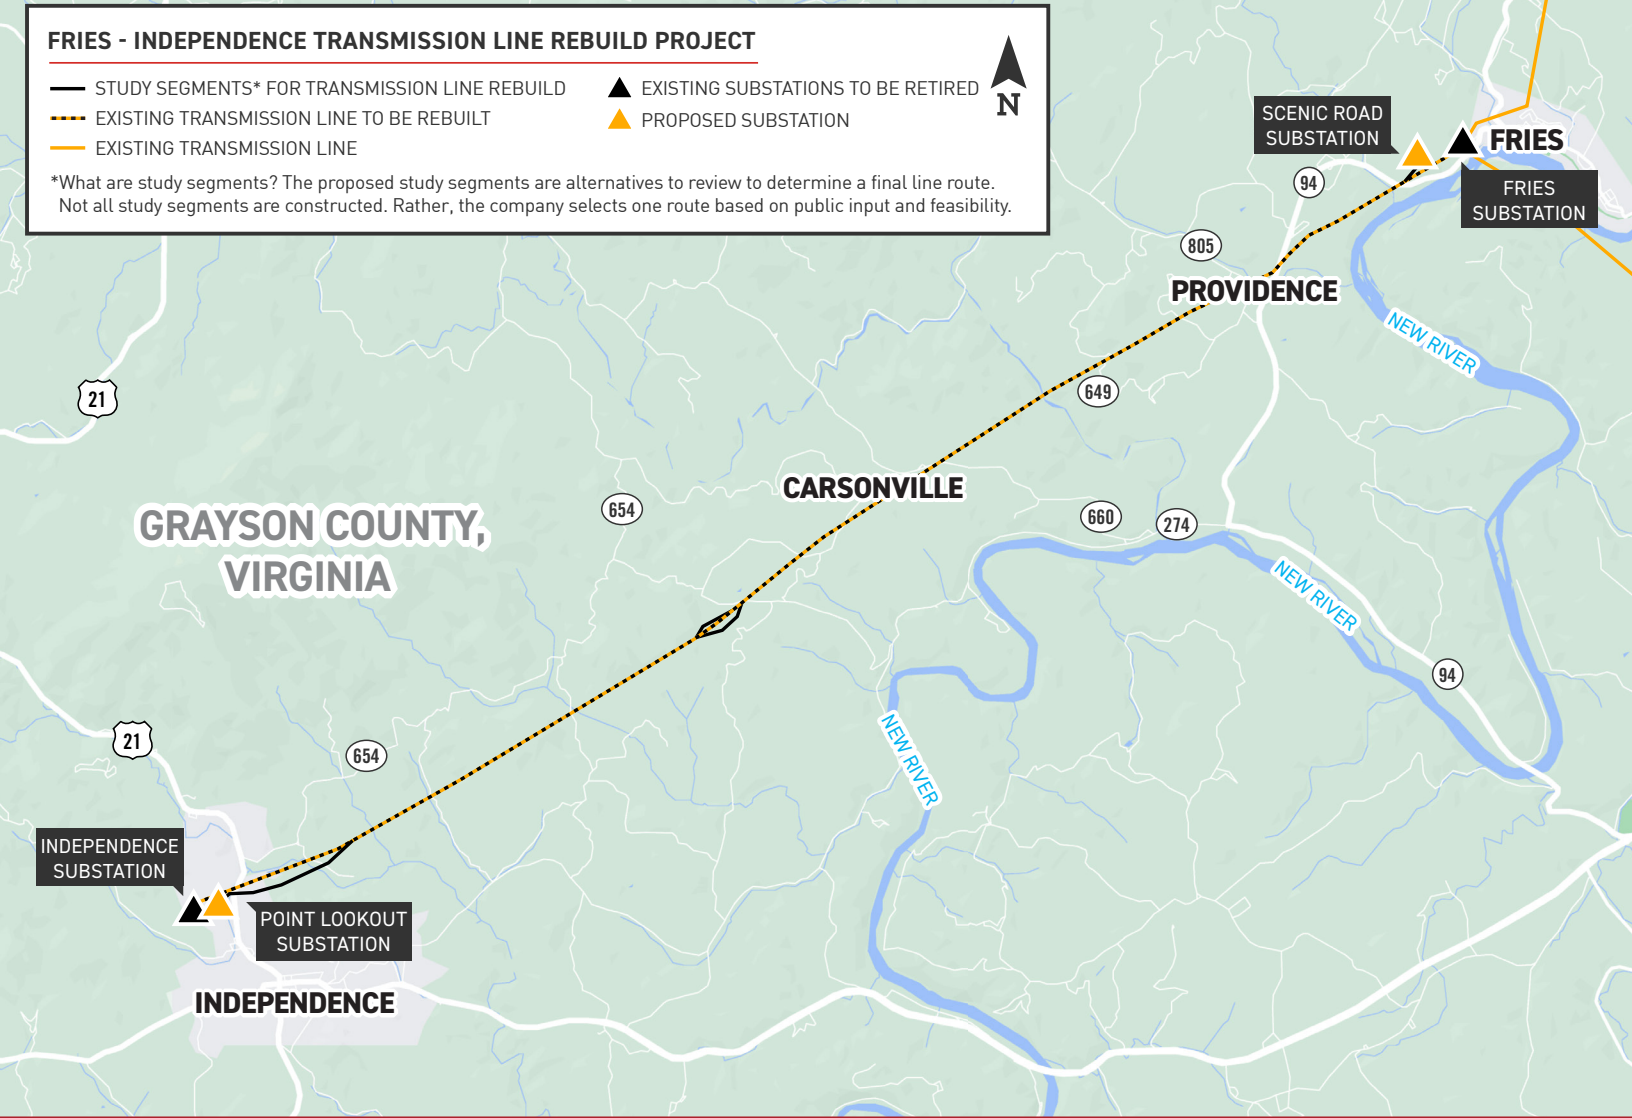 FRIES - INDEPENDENCE TRANSMISSION LINE REBUILD PROJECT
STUDY SEGMENTS* FOR TRANSMISSION LINE REBUILD
EXISTING TRANSMISSION LINE TO BE REBUILT
EXISTING TRANSMISSION LINE
EXISTING SUBSTATIONS TO BE RETIRED
PROPOSED SUBSTATION
N
*What are study segments? The proposed study segments are alternatives to review to determine a final line route.
Not all study segments are constructed. Rather, the company selects one route based on public input and feasibility.
SCENIC ROAD
SUBSTATION
FRIES
FRIES
SUBSTATION
94
805
PROVIDENCE
NEW RIVER
21
649
CARSONVILLE
654
660
274
GRAYSON COUNTY,
VIRGINIA
NEW RIVER
94
NEW RIVER
21
654
INDEPENDENCE
SUBSTATION
POINT LOOKOUT
SUBSTATION
INDEPENDENCE